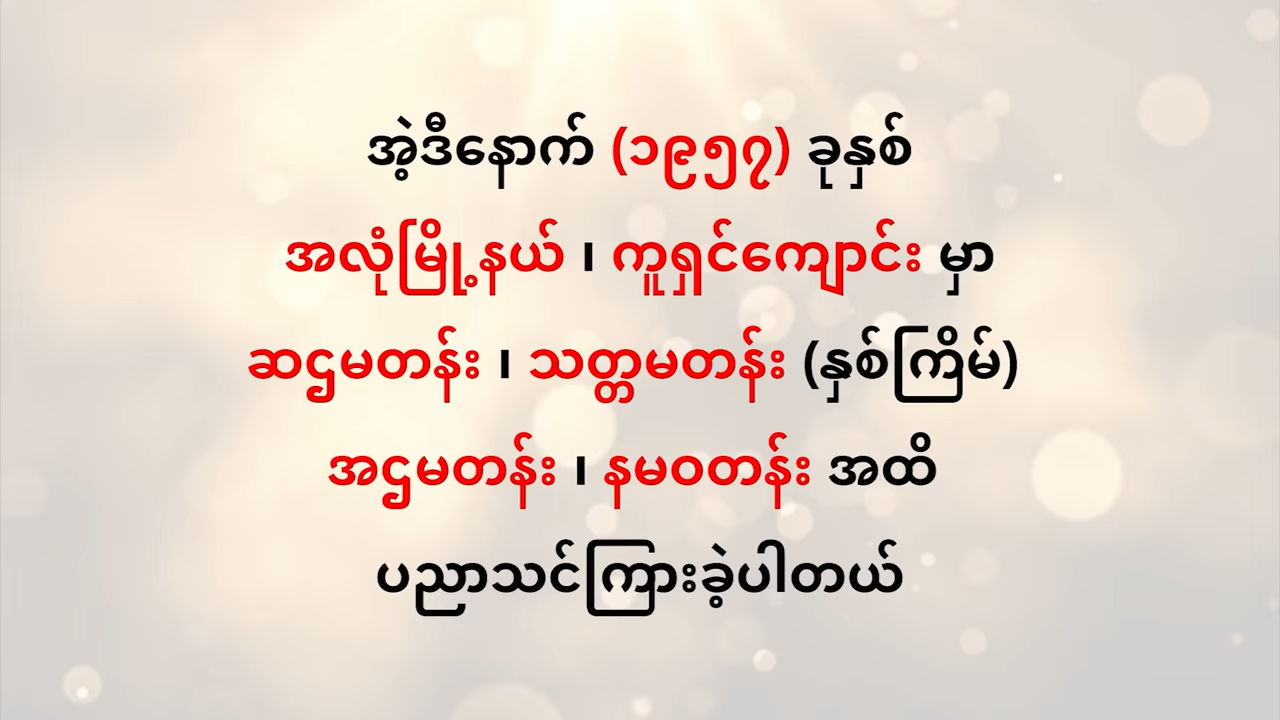 အဲ့ဒီနောက် (၁၉၅၇) ခုနှစ်
အလုံမြို့နယ် ၊ ကူရှင်ကျောင်း မှာ
ဆဌမတန်း ၊ သတ္တမတန်း (နှစ်ကြိမ်)
အဌမတန်း ၊ နမဝတန်း အထိ
ပညာသင်ကြားခဲ့ပါတယ်